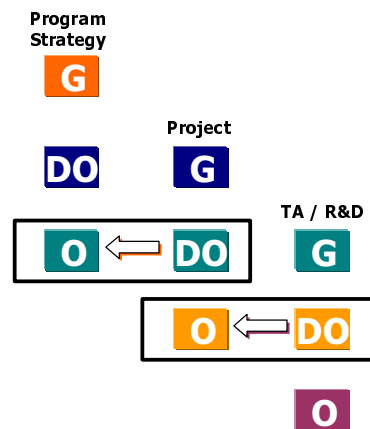 Program
Strategy
G
Project
DO G
TA / R&D
O DO G
O DO
O